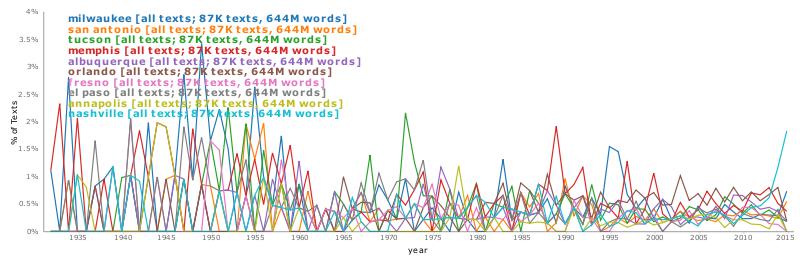 4%
milwaukee [all texts; 87K texts, 644M words]
san antonio [all texts; 87K texts, 644M words]
3.5%
tucson [all texts; 87K texts, 644M words]
memphis [all texts; 87K texts, 644M words]
albuquerque [all texts; 87K texts, 644M words]
3%
orlando [all texts; 87K texts, 644M words]
fresno [all texts; 87K texts, 644M words]
2.5%
el paso [all texts; 87K texts, 644M words]
annapolis [all texts; 87K texts, 644M words]
nashville [all texts; 87K texts, 644M words]
2%
% of Texts
1.5%
1%
0.5%
0%
1935 1940 1945 1950 1955 1960 1965 1970 1975 1980 1985 1990 1995 2000 2005 2010 2015
year